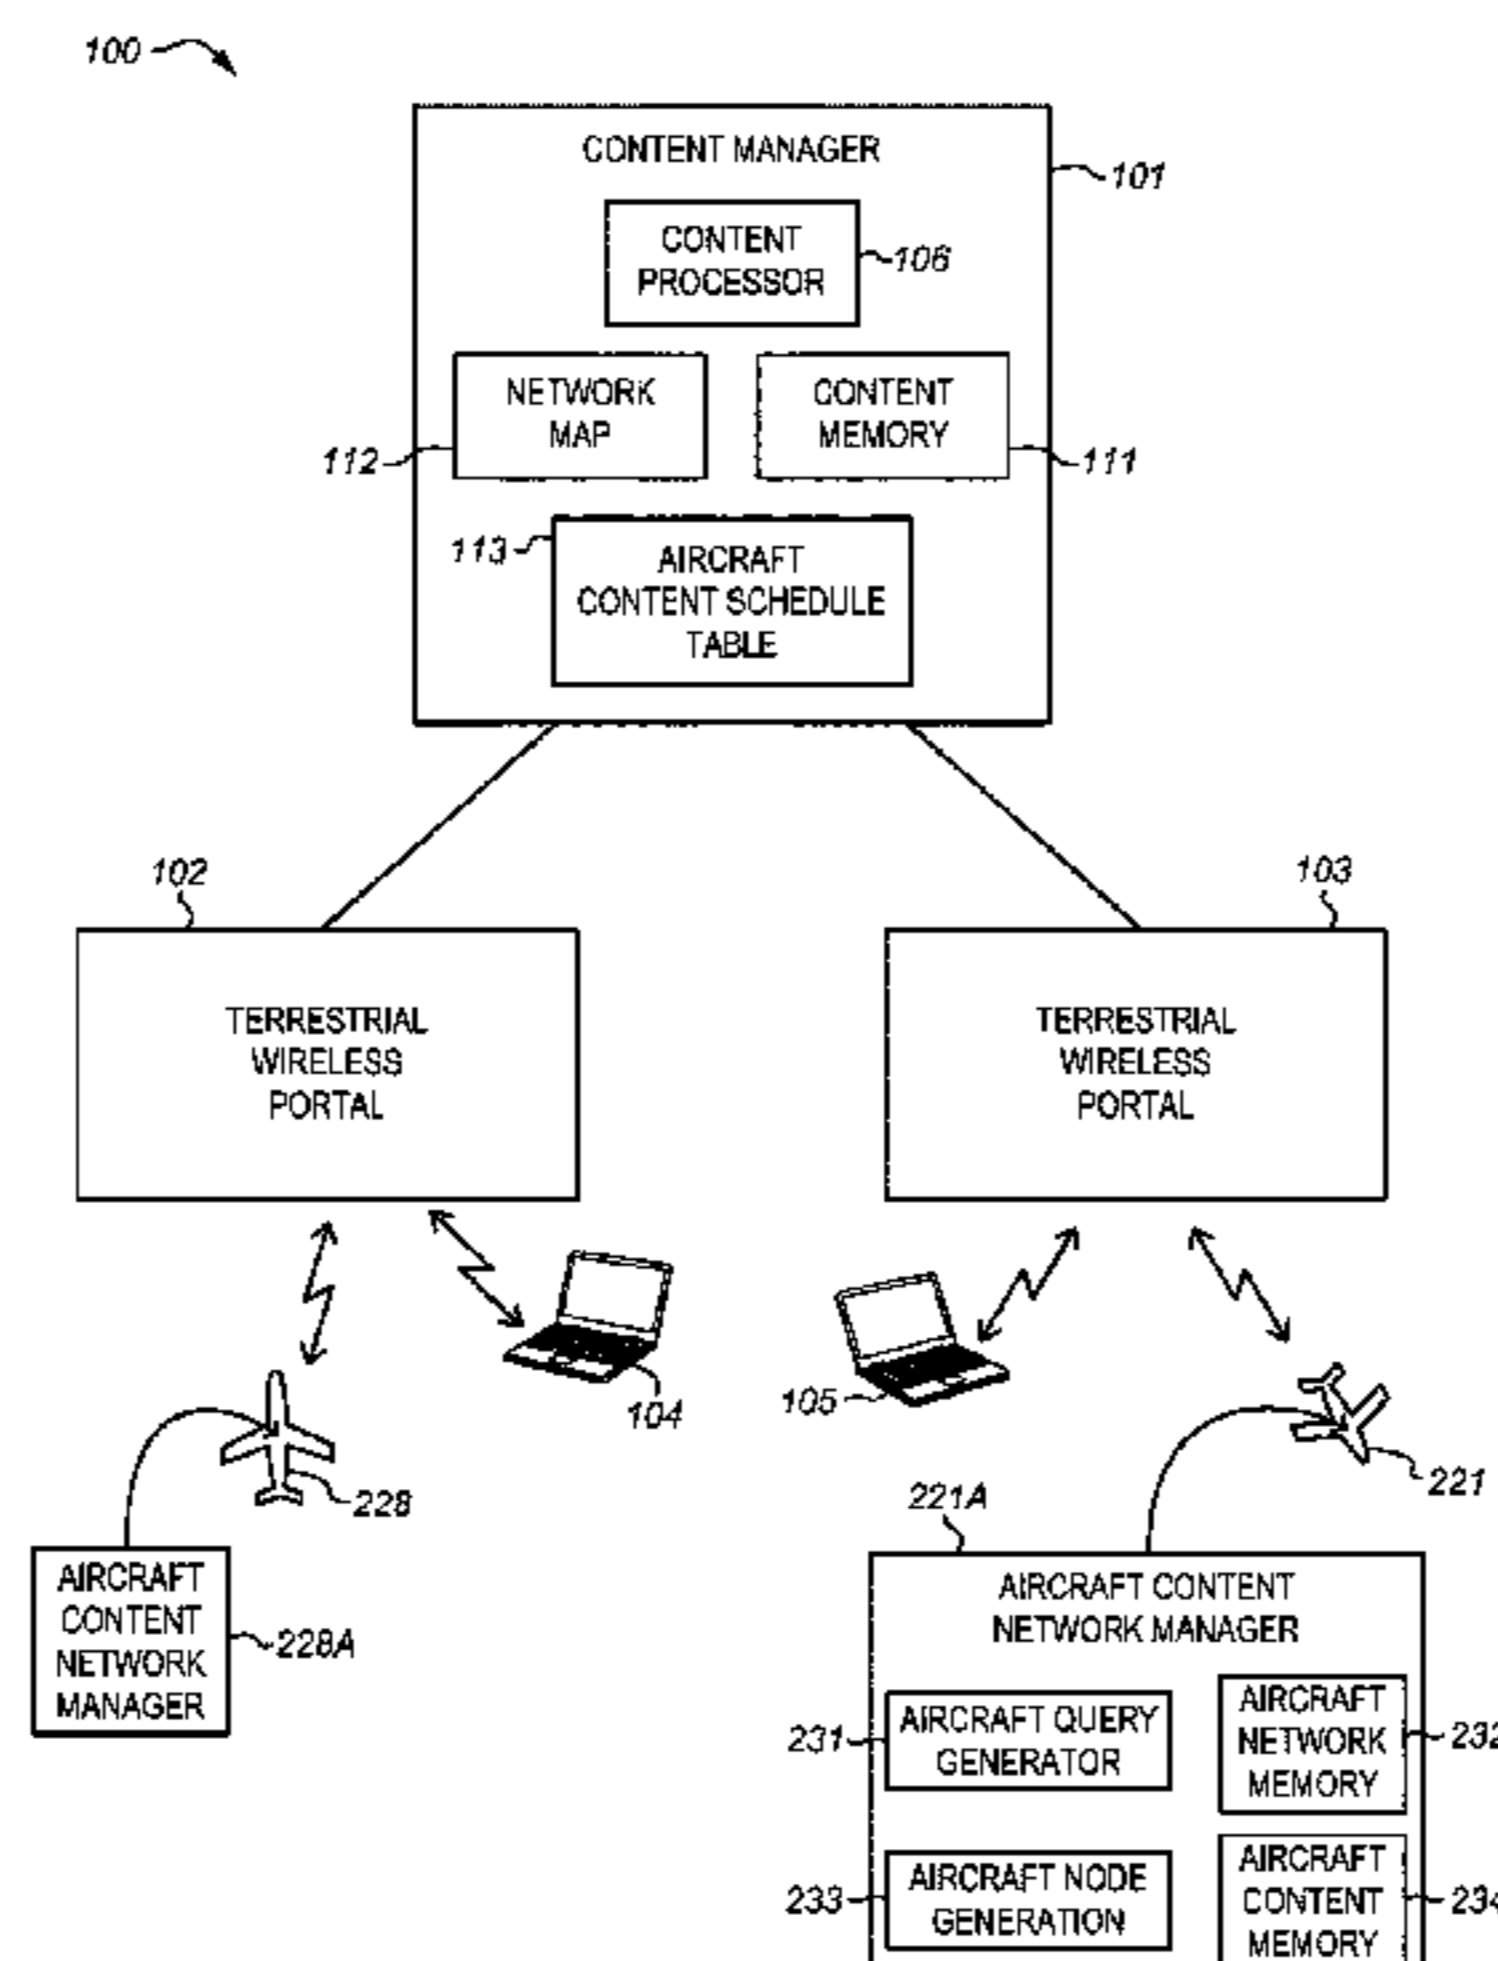 100
CONTENT MANAGER
101
CONTENT
PROCESSOR
106
NETWORK
MAP
112
CONTENT
MEMORY
111
113
AIRCRAFT
CONTENT SCHEDULE
TABLE
102
103
TERRESTRIAL
WIRELESS
PORTAL
TERRESTRIAL
WIRELESS
PORTAL
104
105
228
221
AIRCRAFT
CONTENT
NETWORK
MANAGER
228A
221A
AIRCRAFT CONTENT
NETWORK MANAGER
231
AIRCRAFT QUERY
GENERATOR
AIRCRAFT
NETWORK
MEMORY
232
233
AIRCRAFT NODE
GENERATION
AIRCRAFT
CONTENT
MEMORY
234